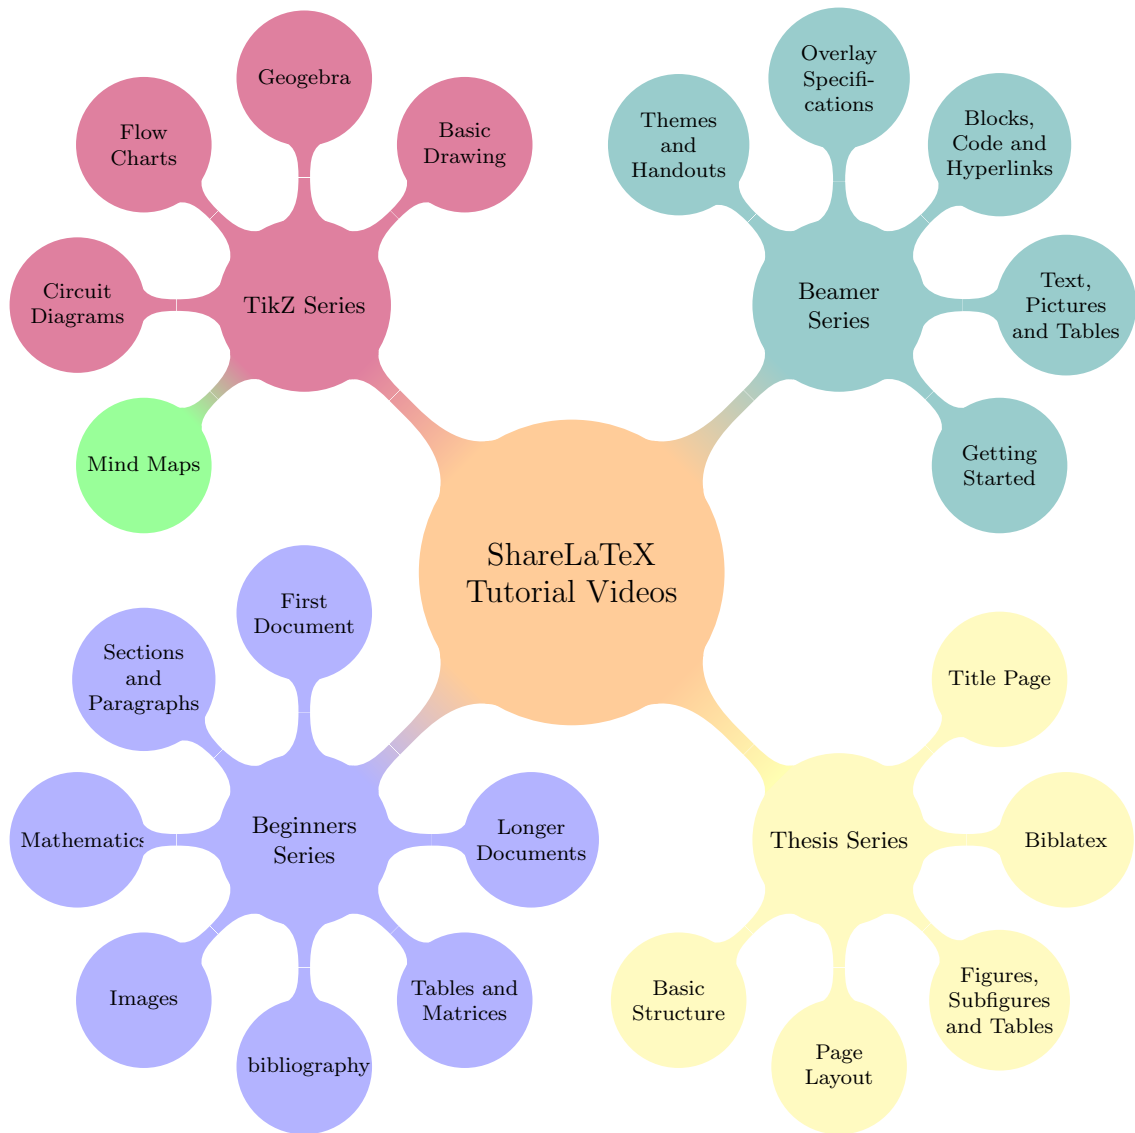 Geogebra
Flow
Charts
Basic
Drawing
Circuit
Diagrams
TikZ Series
Mind Maps
Overlay
Specifi-
cations
Themes
and
Handouts
Blocks,
Code and
Hyperlinks
Beamer
Series
Text,
Pictures
and Tables
Getting
Started
ShareLaTeX
Tutorial Videos
First
Document
Sections
and
Paragraphs
Mathematics
Beginners
Series
Longer
Documents
Images
bibliography
Tables and
Matrices
Title Page
Thesis Series
Biblatex
Basic
Structure
Page
Layout
Figures,
Subfigures
and Tables